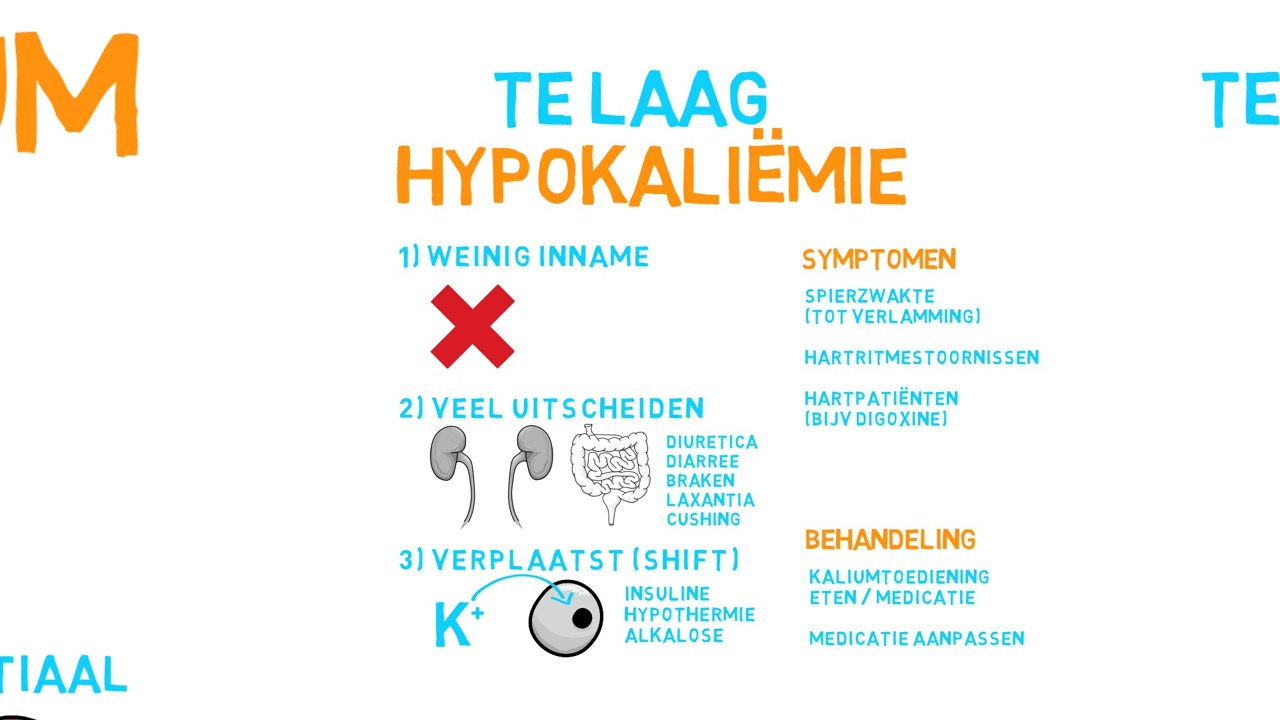 UM
TE LAAG
HYPOKALIËMIE
1) WEINIG INNAME
2) VEEL UITSCHEIDEN
DIURETICA
DIARREE
BRAKEN
LAXANTIA
CUSHING
3) VERPLAATST (SHIFT)
K+
INSULINE
HYPOTHERMIE
ALKALOSE
SYMPTOMEN
SPIERZWAKTE
(TOT VERLAMMING)
HARTRITMESTOORNISSEN
HARTPATIËNTEN
(BIJV DIGOXINE)
BEHANDELING
KALIUMTOEDIENING
ETEN / MEDICATIE
MEDICATIE AANPASSEN
TE
TIAAL